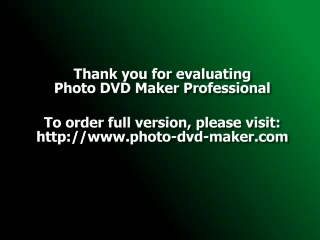 Thank you for evaluating
Photo DVD Maker Professional
To order full version, please visit:
http://www.photo-dvd-maker.com